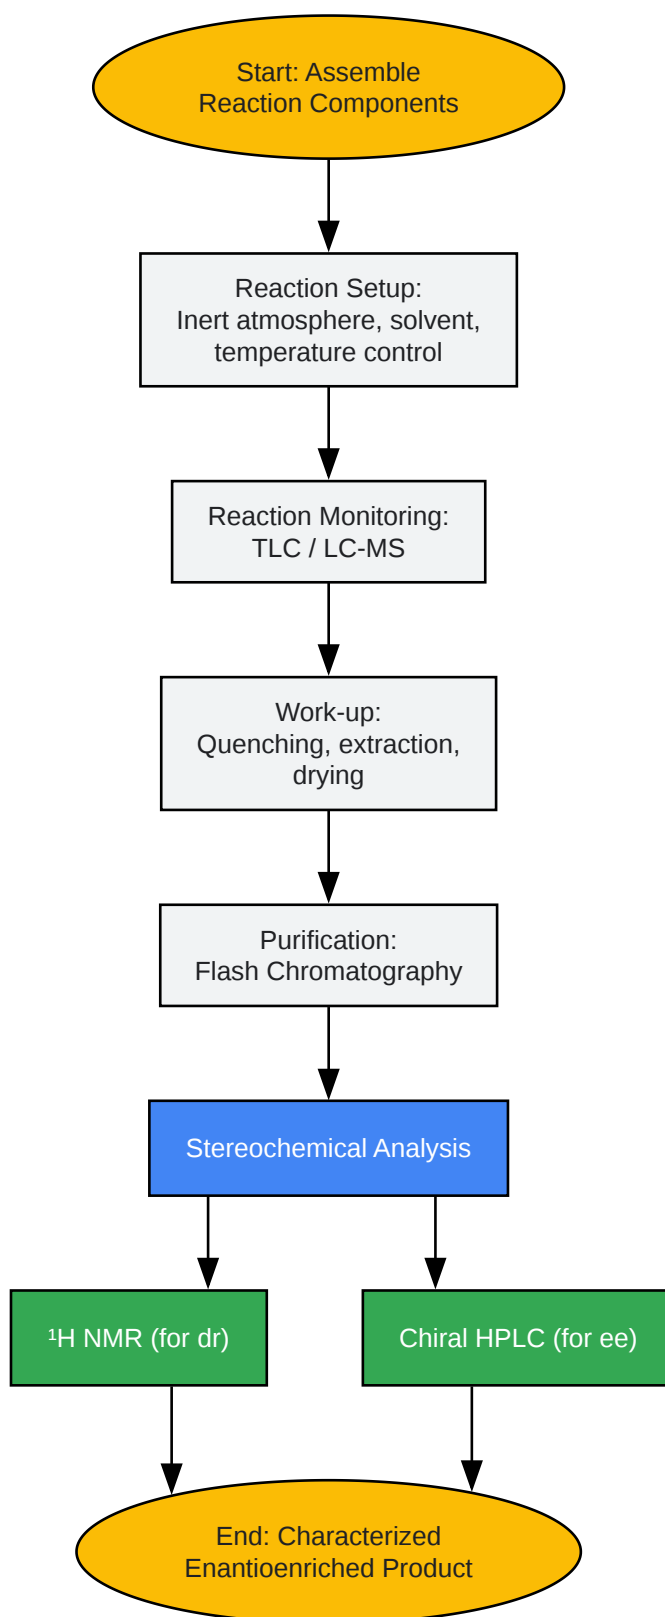 Start: Assemble
Reaction Components
Reaction Setup:
Inert atmosphere, solvent,
temperature control
Reaction Monitoring:
TLC / LC-MS
Work-up:
Quenching, extraction,
drying
Purification:
Flash Chromatography
Stereochemical Analysis
¹H NMR (for dr)
Chiral HPLC (for ee)
End: Characterized
Enantioenriched Product